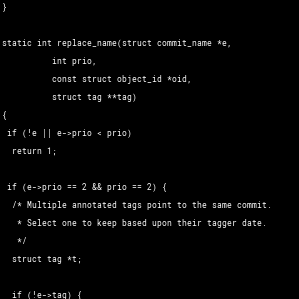 }
static int replace_name(struct commit_name *e,
int prio,
const struct object_id *oid,
struct tag **tag)
{
if (!e || e->prio < prio)
return 1;
if (e->prio == 2 && prio == 2) {
/* Multiple annotated tags point to the same commit.
* Select one to keep based upon their tagger date.
*/
struct tag *t;
if (!e->tag) {